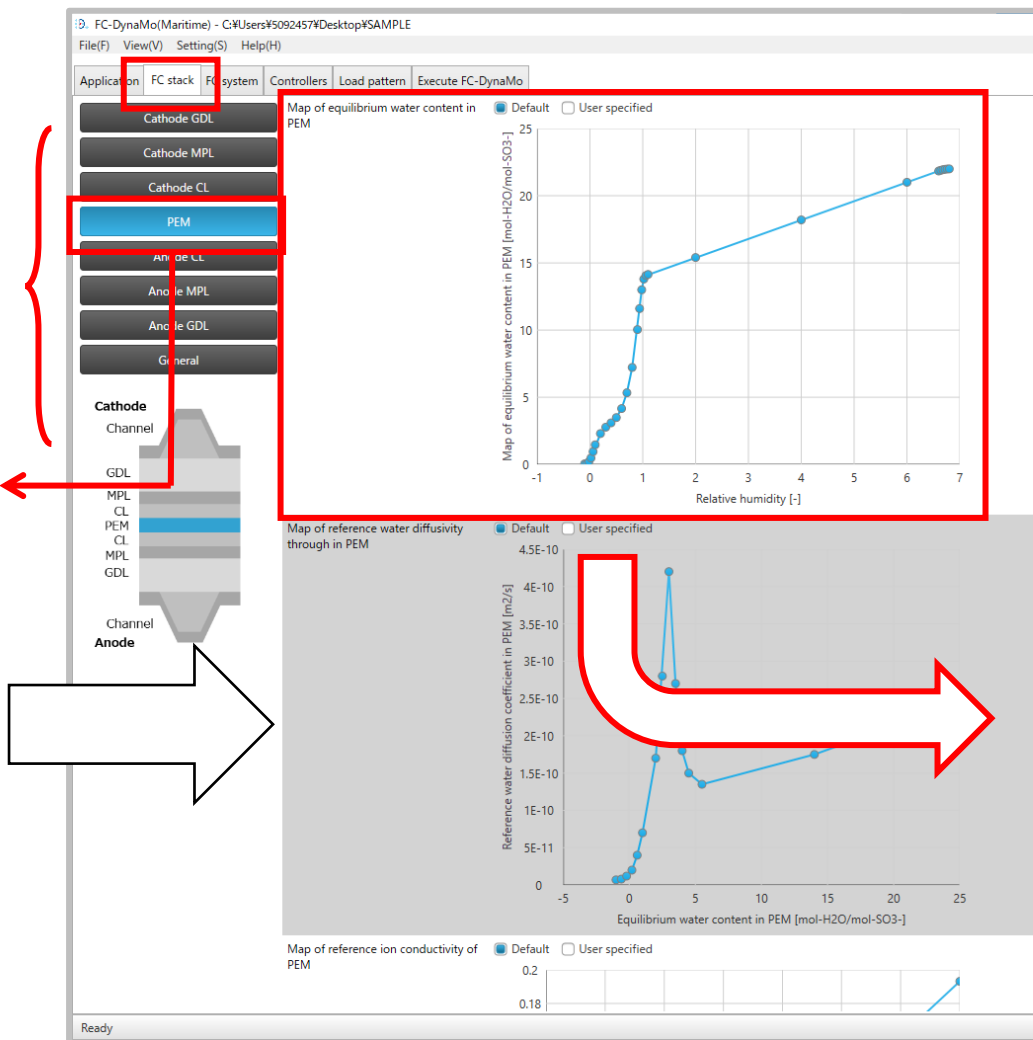 FC-DynaMo(Maritime) - C:¥Users¥5092457¥Desktop¥SAMPLE
File(F) View(V) Setting(S) Help(H)
Application FC stack FC system Controllers Load pattern Execute FC-DynaMo
Cathode GDL
Cathode MPL
Cathode CL
PEM
Anode CL
Anode MPL
Anode GDL
General
Cathode
Channel
GDL
MPL
CL
PEM
CL
MPL
GDL
Channel
Anode
Map of equilibrium water content in
PEM
Default User specified
Map of equilibrium water content in PEM [mol-H2O/mol-SO3-]
25
20
15
10
5
0
-1 0 1 2 3 4 5 6 7
Relative humidity [-]
Map of reference water diffusivity
through in PEM
Default User specified
Reference water diffusion coefficient in PEM [m2/s]
4.5E-10
4E-10
3.5E-10
3E-10
2.5E-10
2E-10
1.5E-10
1E-10
5E-11
0
-5 0 5 10 15 20 25
Equilibrium water content in PEM [mol-H2O/mol-SO3-]
Map of reference ion conductivity of
PEM
Default User specified
0.2
0.18
Ready